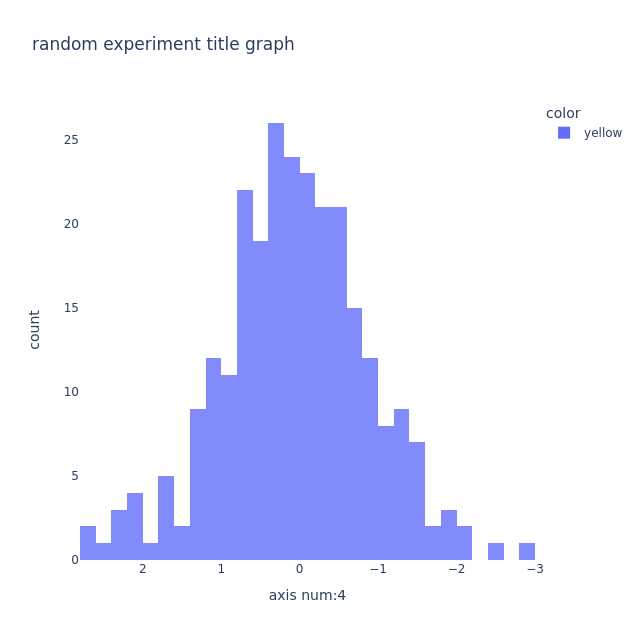 random experiment title graph
color
yellow
25
20
15
10
5
0
count
2 1 0 −1 −2 −3
axis num:4